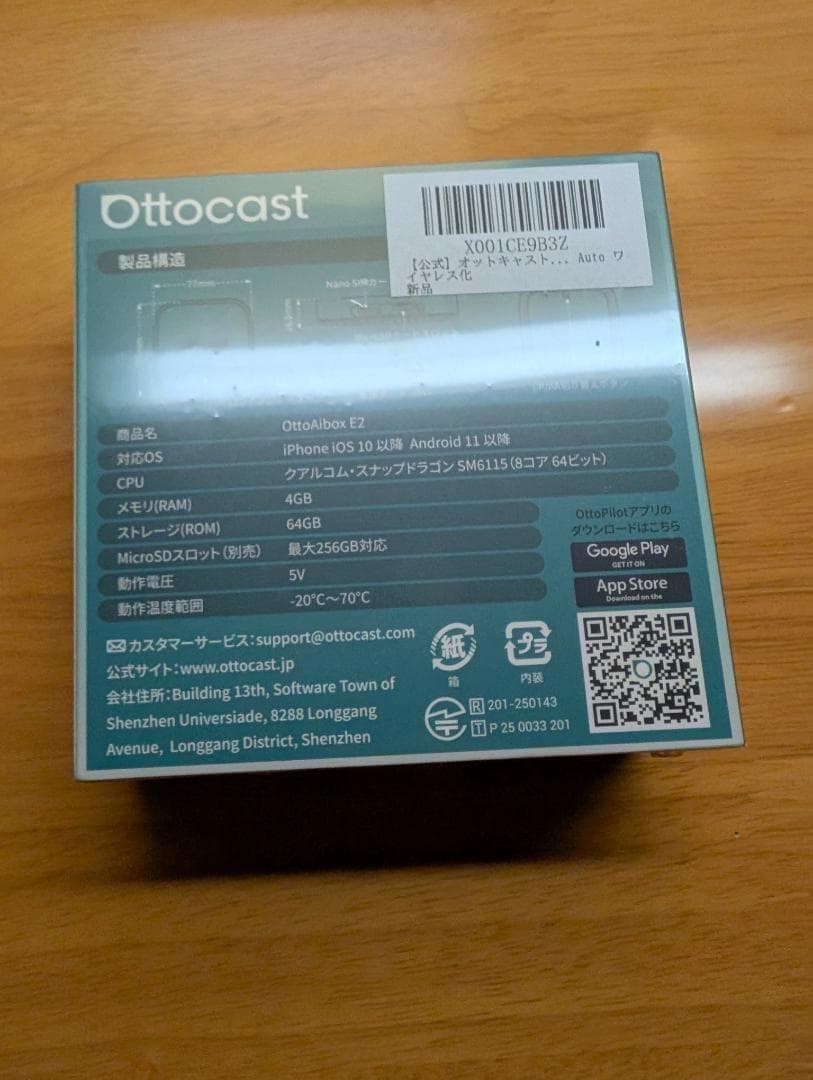 Ottocast
X001CE9B3Z
【公式】オットキャスト... Auto ワ
イヤレス化
新品
製品構造
77mm
Nano SIMカー
商品名 OttoAibox E2
対応OS iPhone iOS 10 以降 Android 11 以降
CPU クアルコム・スナップドラゴン SM6115（8コア 64ビット）
メモリ(RAM) 4GB
ストレージ(ROM) 64GB
MicroSDスロット（別売） 最大256GB対応
動作電圧 5V
動作温度範囲 -20℃～70℃
OttoPilotアプリの
ダウンロードはこちら
Google Play
GET IT ON
App Store
Download on the
カスタマーサービス：support@ottocast.com
公式サイト：www.ottocast.jp
会社住所：Building 13th, Software Town of
Shenzhen Universiade, 8288 Longgang
Avenue, Longgang District, Shenzhen
紙
箱
プラ
内装
R 201-250143
T P 25 0033 201